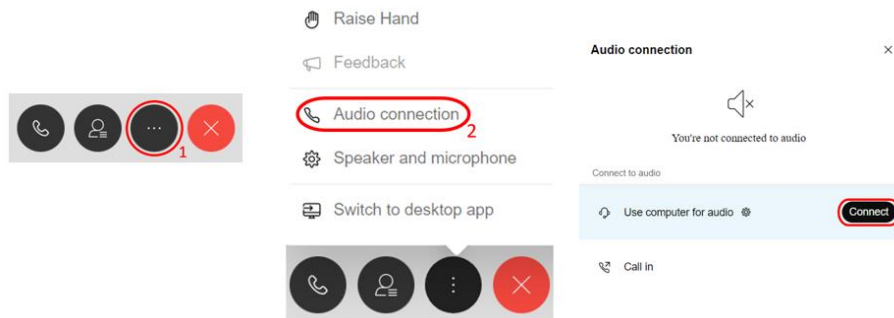 1
Raise Hand
Feedback
Audio connection
2
Speaker and microphone
Switch to desktop app
Audio connection
You're not connected to audio
Connect to audio
Use computer for audio
Connect
Call in